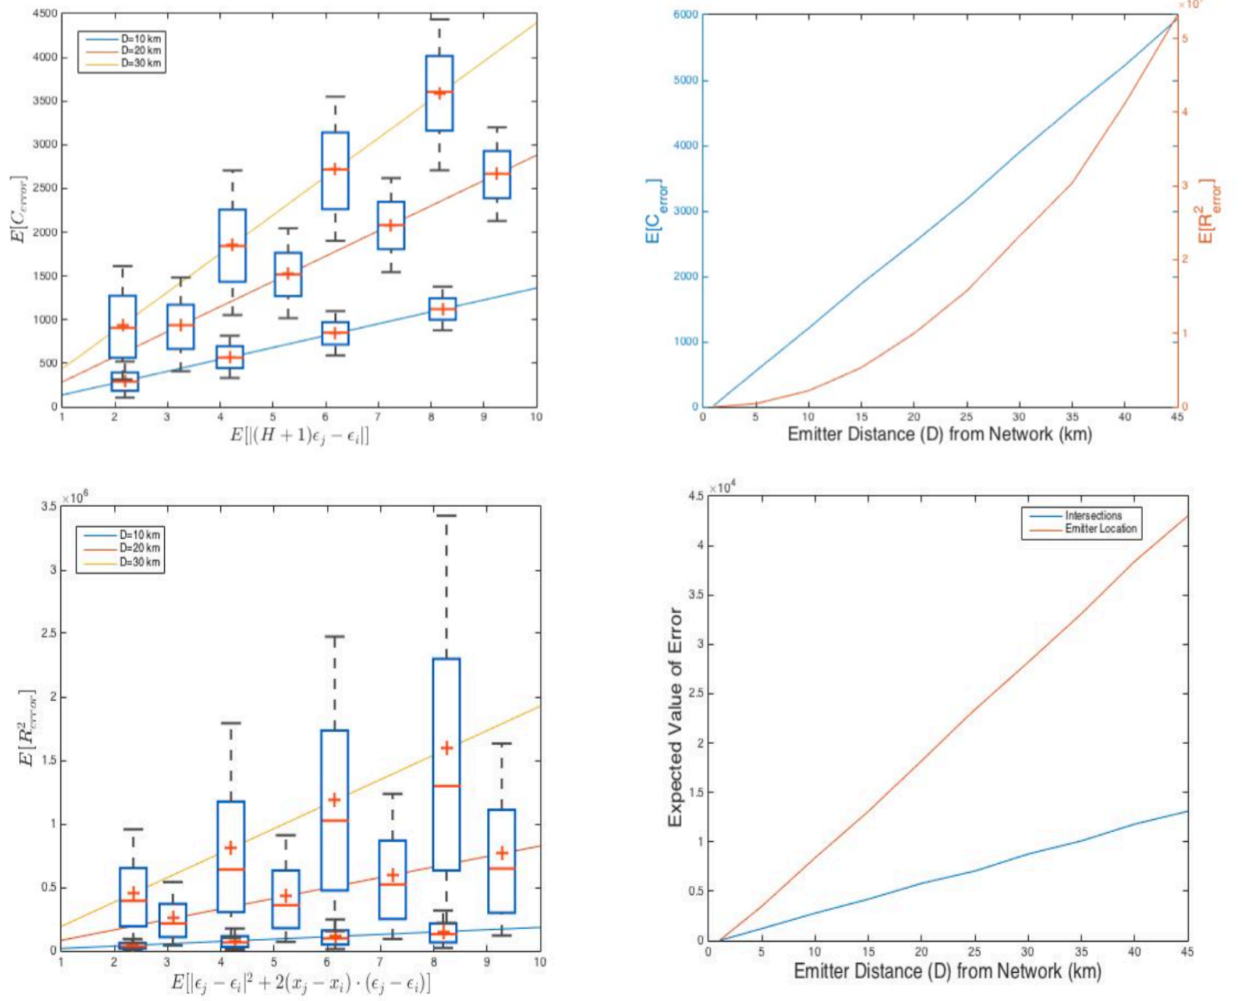 4500
4000
3500
3000
2500
2000
1500
1000
500
0
E[C_error]
D=10 km
D=20 km
D=30 km
1 2 3 4 5 6 7 8 9 10
E[|(H + 1)ϵ_j − ϵ_i|]
6000
5000
4000
3000
2000
1000
0
E[C_error]
5
4
3
2
1
0
E[R²_error]
0 5 10 15 20 25 30 35 40 45
Emitter Distance (D) from Network (km)
×10⁶
3.5
3
2.5
2
1.5
1
0.5
0
E[R²_error]
D=10 km
D=20 km
D=30 km
1 2 3 4 5 6 7 8 9 10
E[|ϵ_j − ϵ_i|² + 2(x_j − x_i) · (ϵ_j − ϵ_i)]
×10⁴
4.5
4
3.5
3
2.5
2
1.5
1
0.5
0
Expected Value of Error
Intersections
Emitter Location
0 5 10 15 20 25 30 35 40 45
Emitter Distance (D) from Network (km)